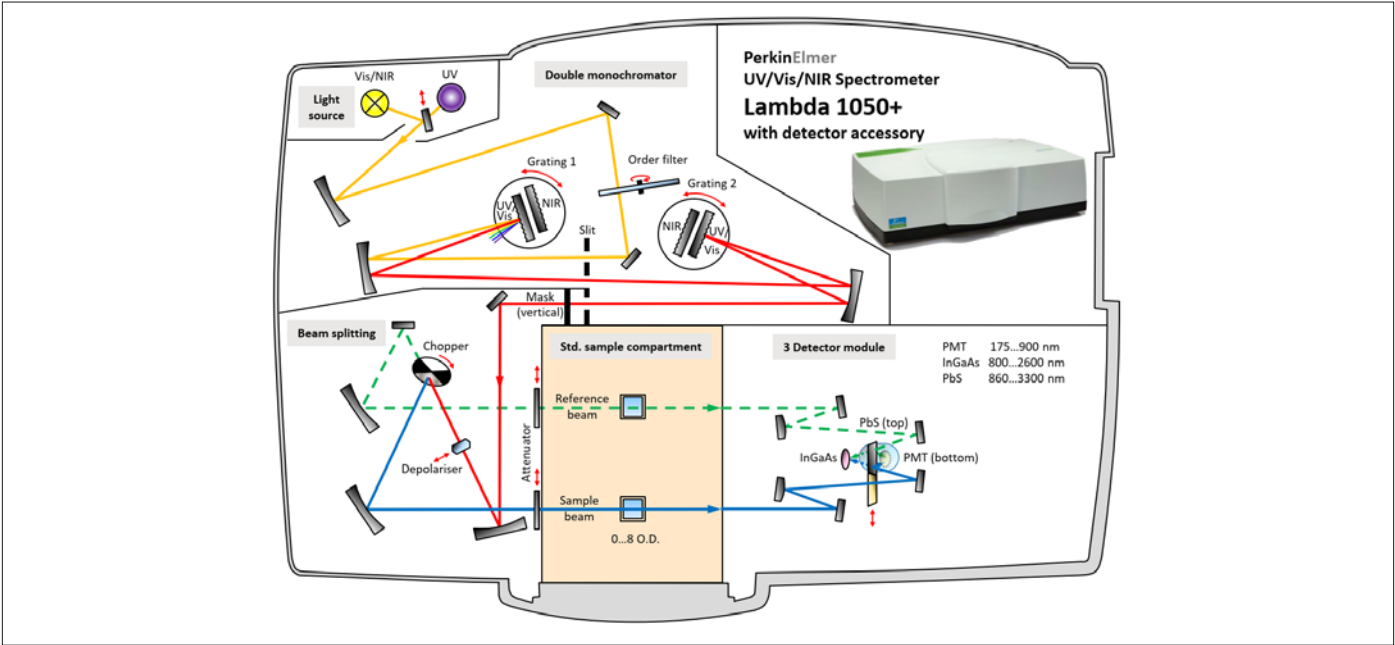 PerkinElmer
UV/Vis/NIR Spectrometer
Lambda 1050+
with detector accessory
Vis/NIR
UV
Light
source
Double monochromator
Grating 1
UV/
Vis
NIR
Order filter
Grating 2
NIR
UV/
Vis
Slit
Mask
(vertical)
Beam splitting
Chopper
Depolariser
Attenuator
Std. sample compartment
Reference
beam
Sample
beam
0...8 O.D.
3 Detector module
PMT 175...900 nm
InGaAs 800...2600 nm
PbS 860...3300 nm
PbS (top)
InGaAs
PMT (bottom)